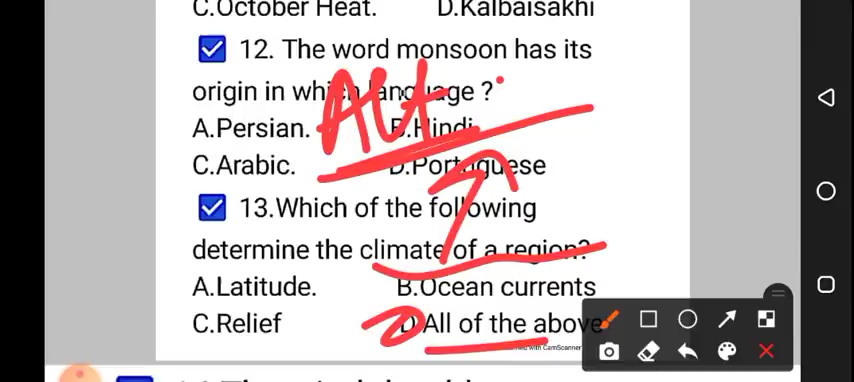 C.October Heat. D.Kalbaisakhi
12. The word monsoon has its
origin in which language ?
A.Persian. B.Hindi
C.Arabic. D.Portuguese
Alt
13.Which of the following
determine the climate of a region?
A.Latitude. B.Ocean currents
C.Relief D.All of the above